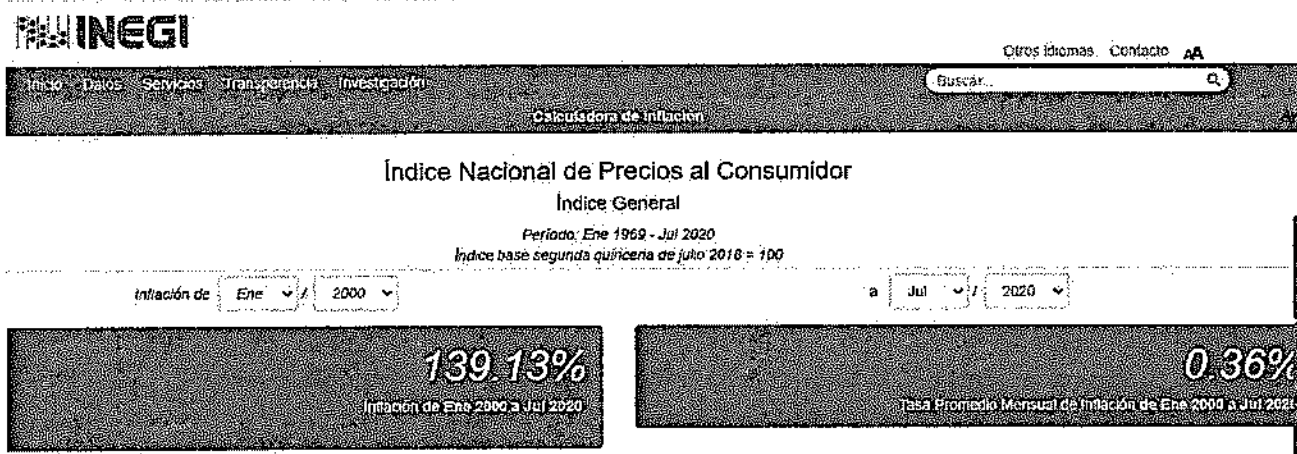 INEGI
Otros idiomas Contacto AA
Inicio Datos Servicios Transparencia Investigación
Buscar...
Calculadora de Inflación
Índice Nacional de Precios al Consumidor
Índice General
Periodo: Ene 1969 - Jul 2020
Índice base segunda quincena de julio 2018 = 100
Inflación de Ene / 2000
a Jul / 2020
139.13%
Inflación de Ene 2000 a Jul 2020
0.36%
Tasa Promedio Mensual de Inflación de Ene 2000 a Jul 2020